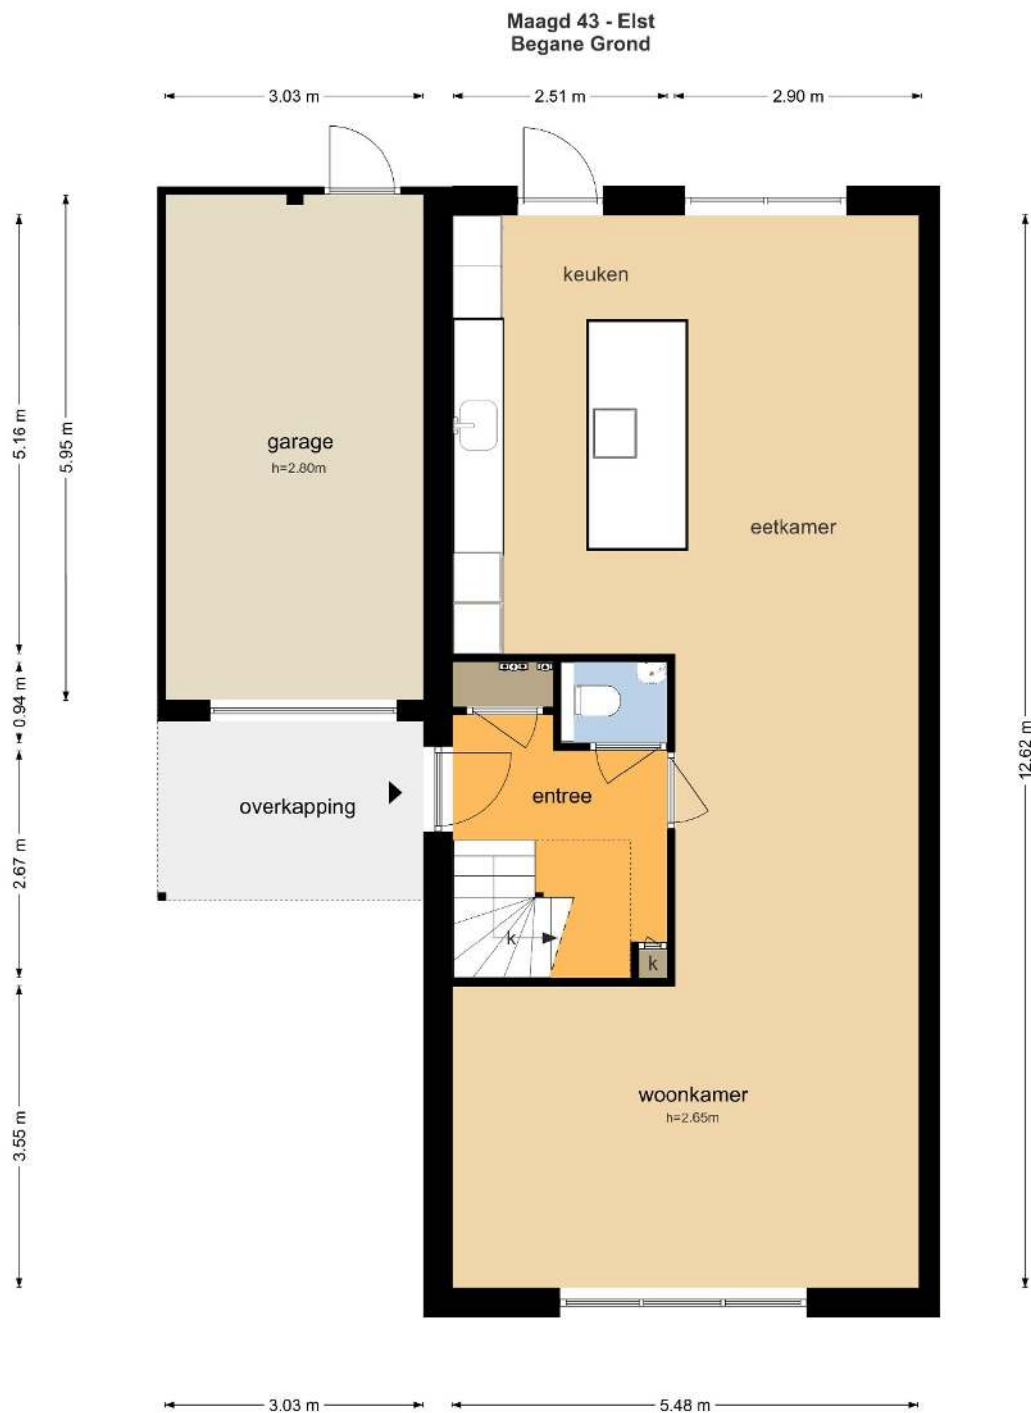 Maagd 43 - Elst
Begane Grond
3.03 m
2.51 m
2.90 m
keuken
5.16 m
5.95 m
garage
h=2.80m
eetkamer
0.94 m
12.62 m
entree
overkapping
2.67 m
k
k
woonkamer
h=2.65m
3.55 m
3.03 m
5.48 m